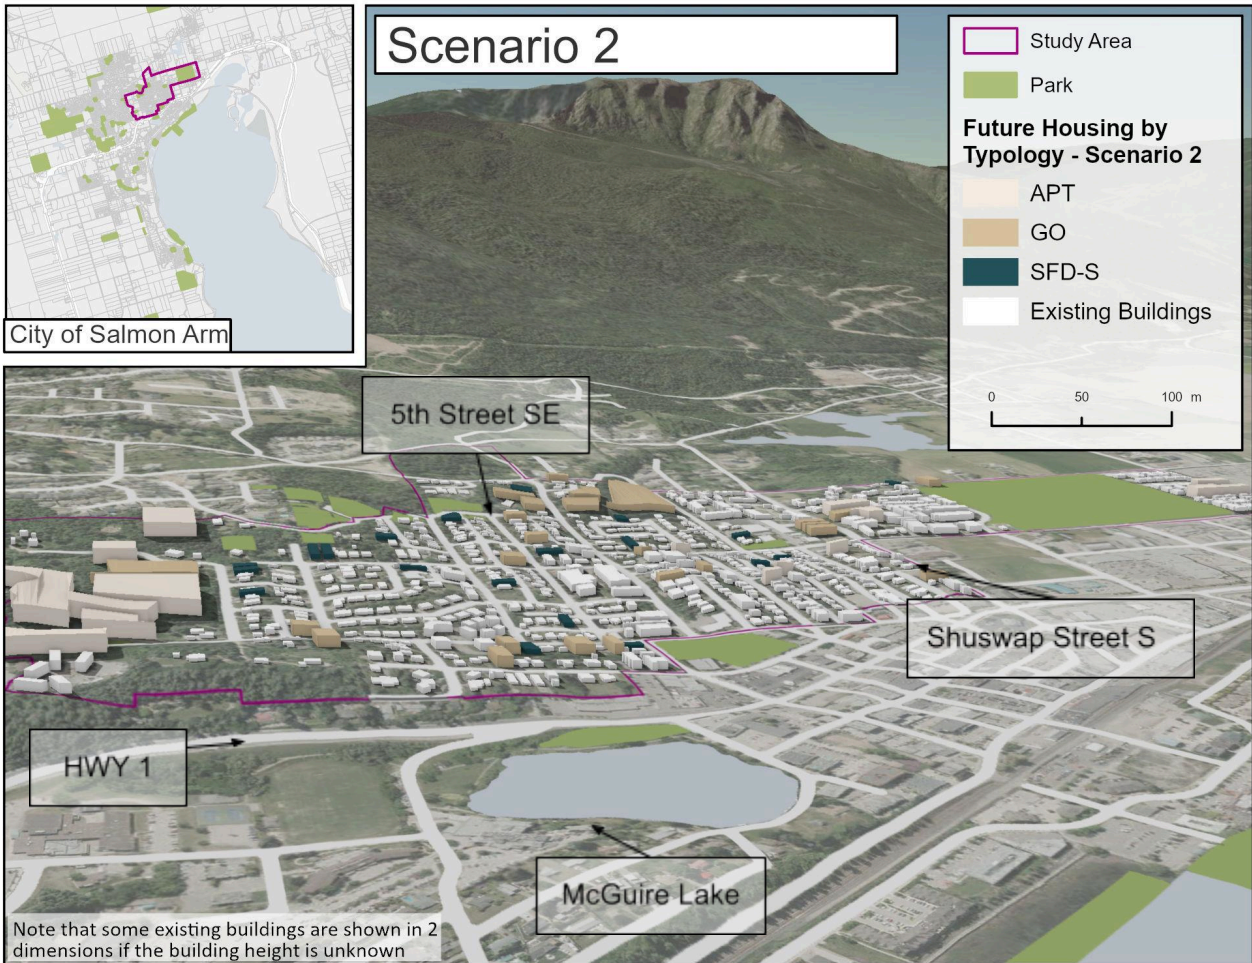 Scenario 2
City of Salmon Arm
Study Area
Park
Future Housing by
Typology - Scenario 2
APT
GO
SFD-S
Existing Buildings
0 50 100 m
5th Street SE
Shuswap Street S
HWY 1
McGuire Lake
Note that some existing buildings are shown in 2
dimensions if the building height is unknown